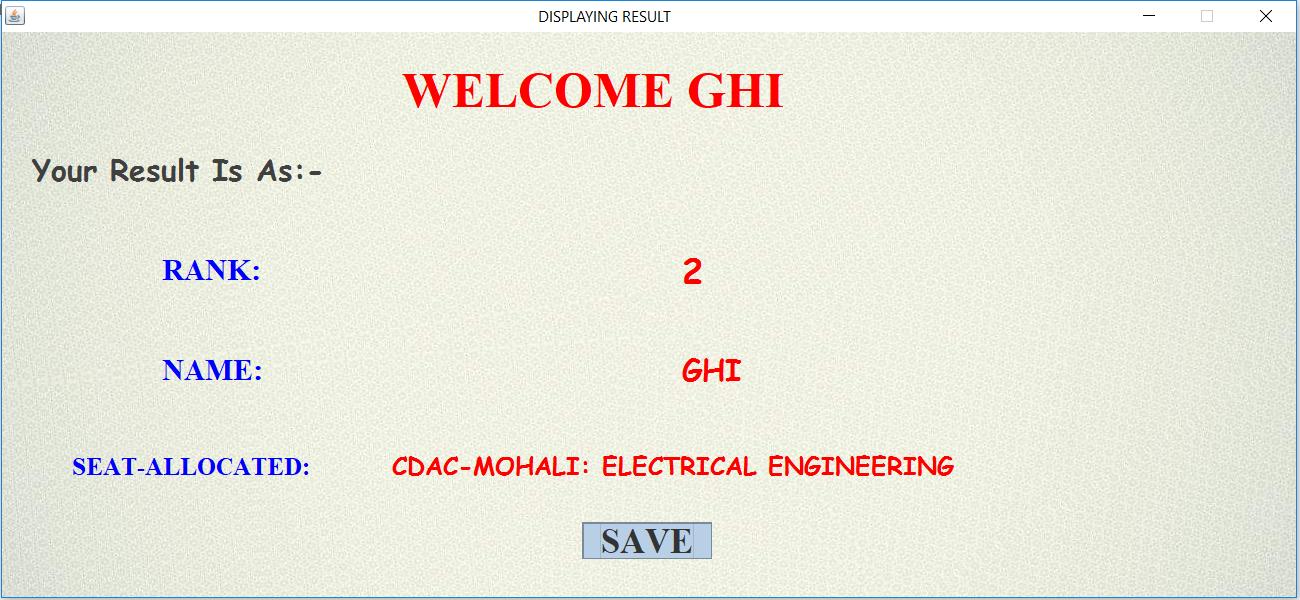 DISPLAYING RESULT
WELCOME GHI
Your Result Is As:-
RANK: 2
NAME: GHI
SEAT-ALLOCATED: CDAC-MOHALI: ELECTRICAL ENGINEERING
SAVE